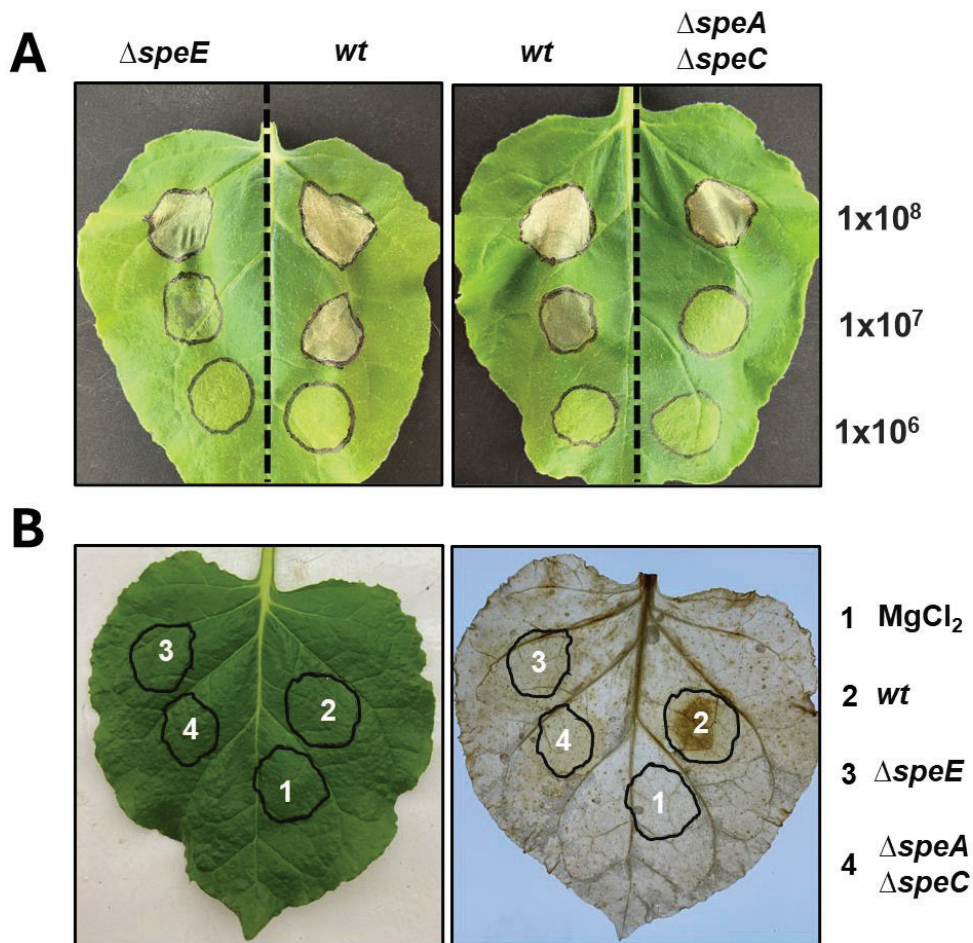 A
ΔspeE
wt
wt
ΔspeA
ΔspeC
1x10⁸
1x10⁷
1x10⁶
B
3
4
2
1
3
4
2
1
1 MgCl₂
2 wt
3 ΔspeE
4 ΔspeA
ΔspeC